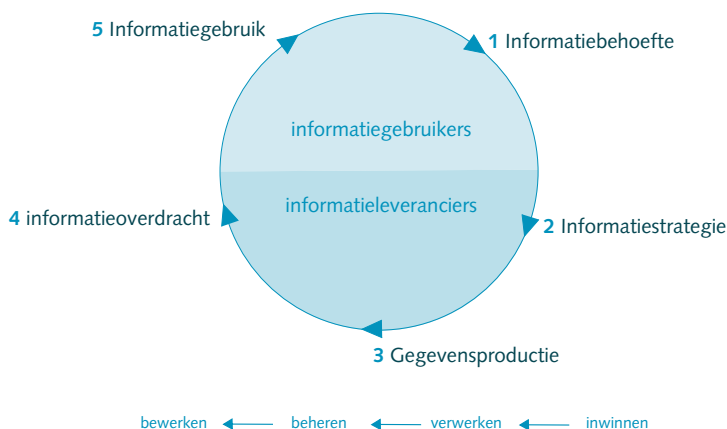 5 Informatiegebruik
1 Informatiebehoefte
informatiegebruikers
informatieleveranciers
4 informatieoverdracht
2 Informatiestrategie
3 Gegevensproductie
bewerken beheren verwerken inwinnen